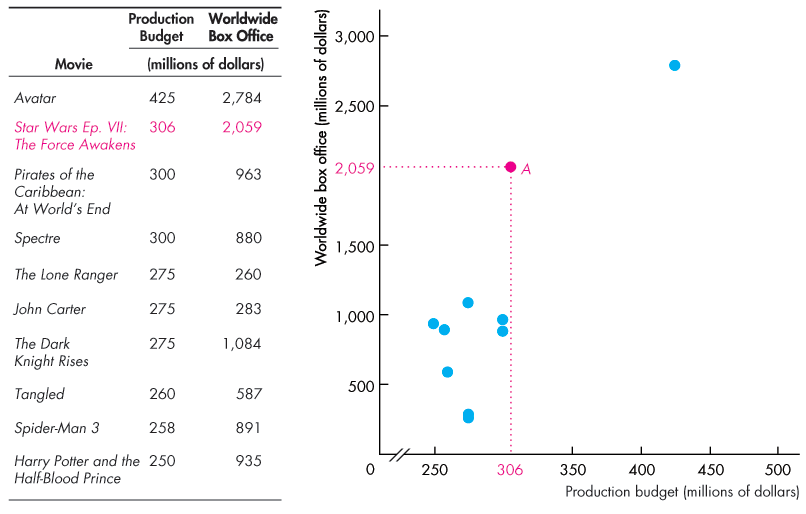 Production Worldwide
Budget Box Office
Movie (millions of dollars)
Avatar 425 2,784
Star Wars Ep. VII: 306 2,059
The Force Awakens
Pirates of the 300 963
Caribbean:
At World's End
Spectre 300 880
The Lone Ranger 275 260
John Carter 275 283
The Dark 275 1,084
Knight Rises
Tangled 260 587
Spider-Man 3 258 891
Harry Potter and the 250 935
Half-Blood Prince
Worldwide box office (millions of dollars)
3,000
2,500
2,059
1,500
1,000
500
A
0 250 306 350 400 450 500
Production budget (millions of dollars)